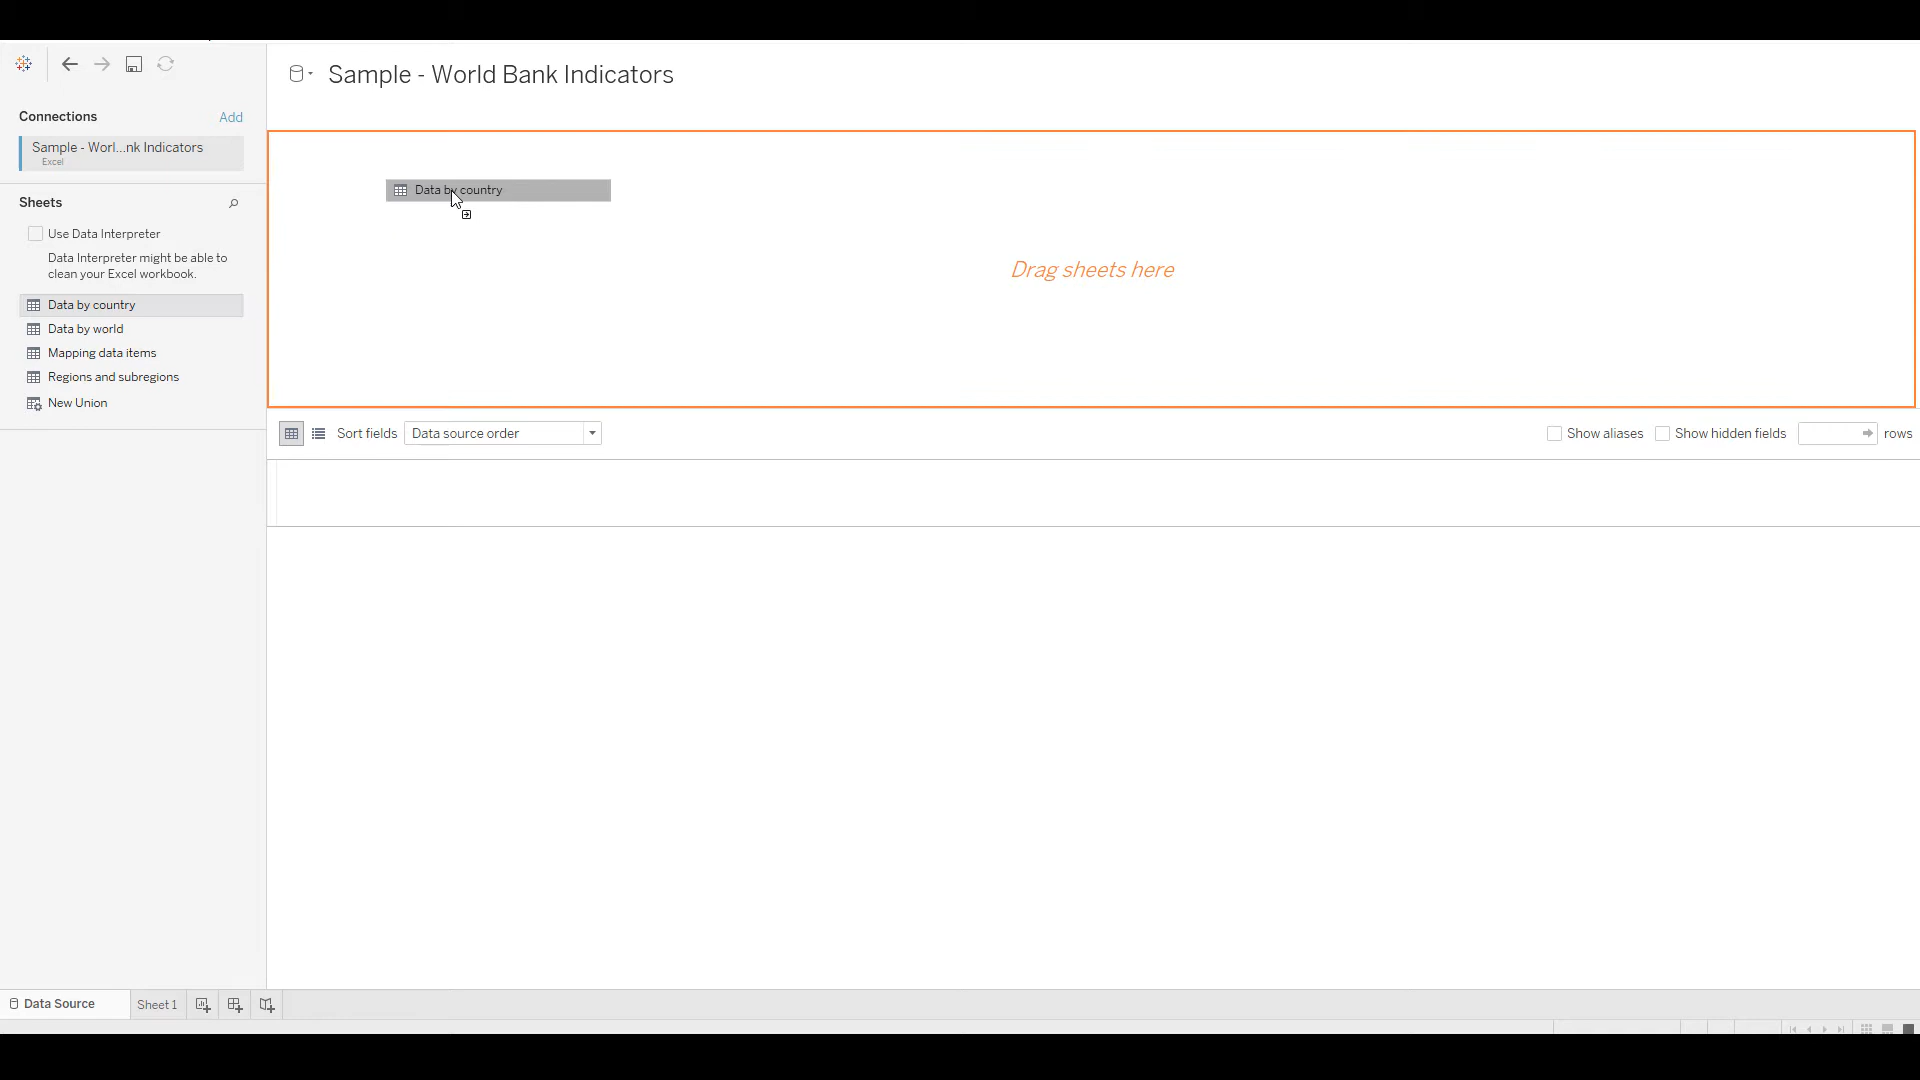 Sample - World Bank Indicators
Connections
Add
Sample - Worl...nk Indicators
Excel
Sheets
Use Data Interpreter
Data Interpreter might be able to
clean your Excel workbook.
Data by country
Data by world
Mapping data items
Regions and subregions
New Union
Data by country
Drag sheets here
Sort fields
Data source order
Show aliases
Show hidden fields
rows
Data Source
Sheet 1